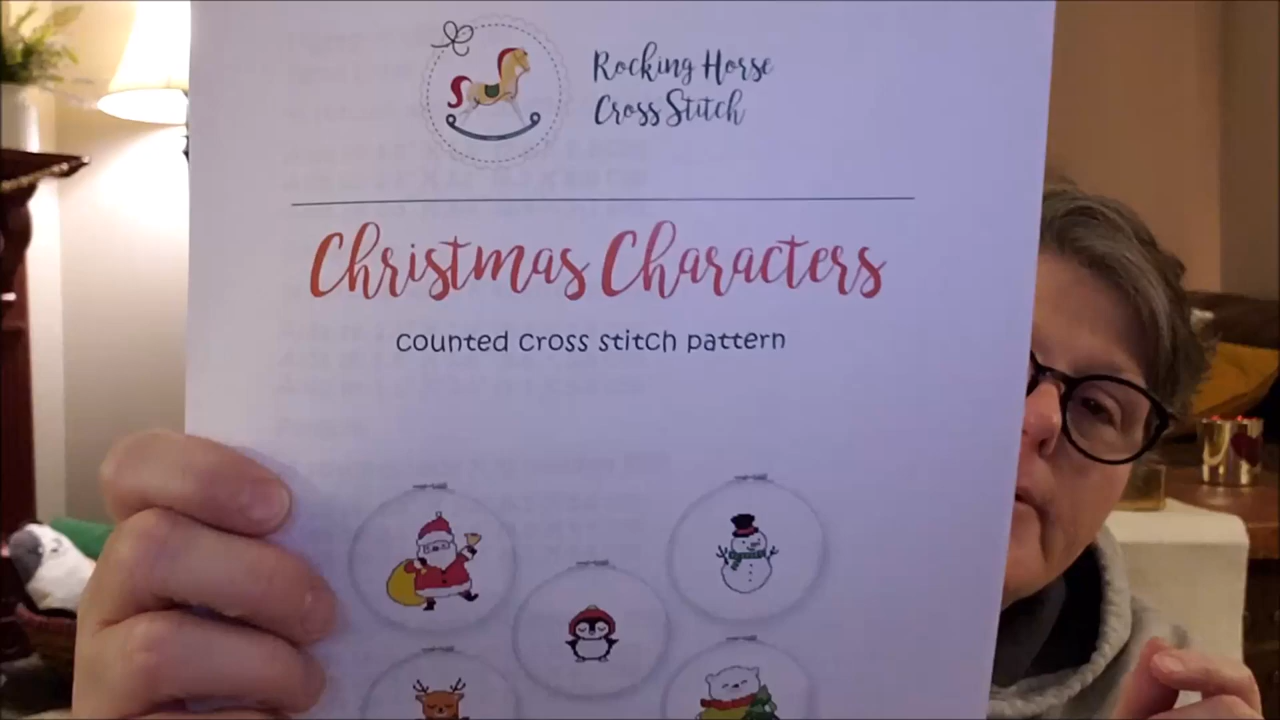 Rocking Horse
Cross Stitch
Christmas Characters
counted cross stitch pattern